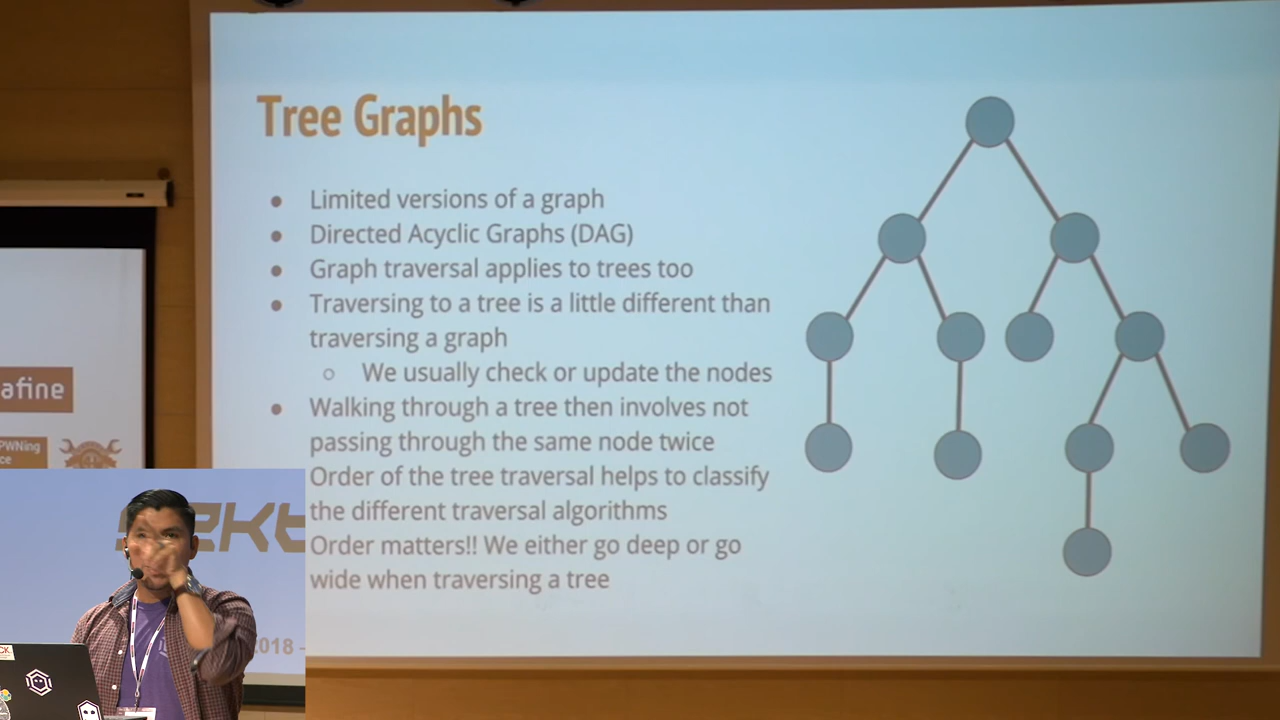 Tree Graphs
Limited versions of a graph
Directed Acyclic Graphs (DAG)
Graph traversal applies to trees too
Traversing to a tree is a little different than
traversing a graph
We usually check or update the nodes
Walking through a tree then involves not
passing through the same node twice
Order of the tree traversal helps to classify
the different traversal algorithms
Order matters!! We either go deep or go
wide when traversing a tree
afine
PWNing
ce
2018 -
CK